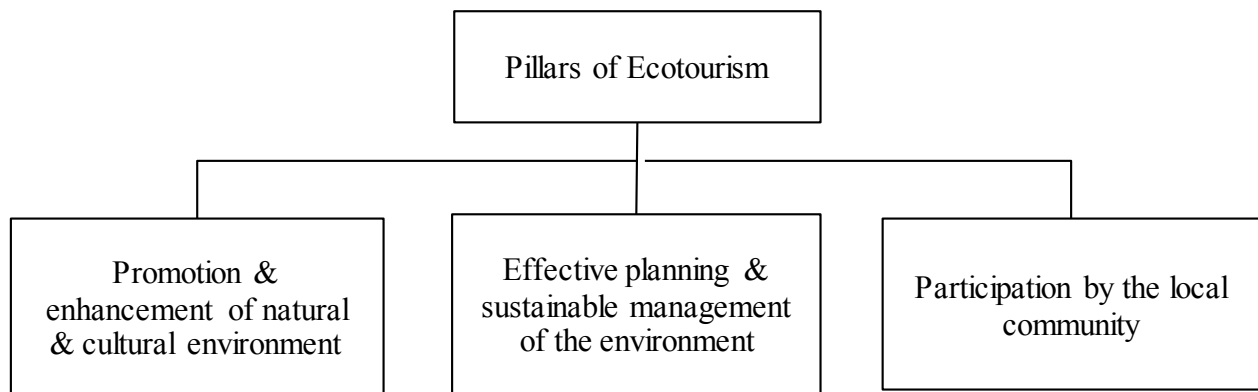 Pillars of Ecotourism
Promotion &
enhancement of natural
& cultural environment
Effective planning &
sustainable management
of the environment
Participation by the local
community